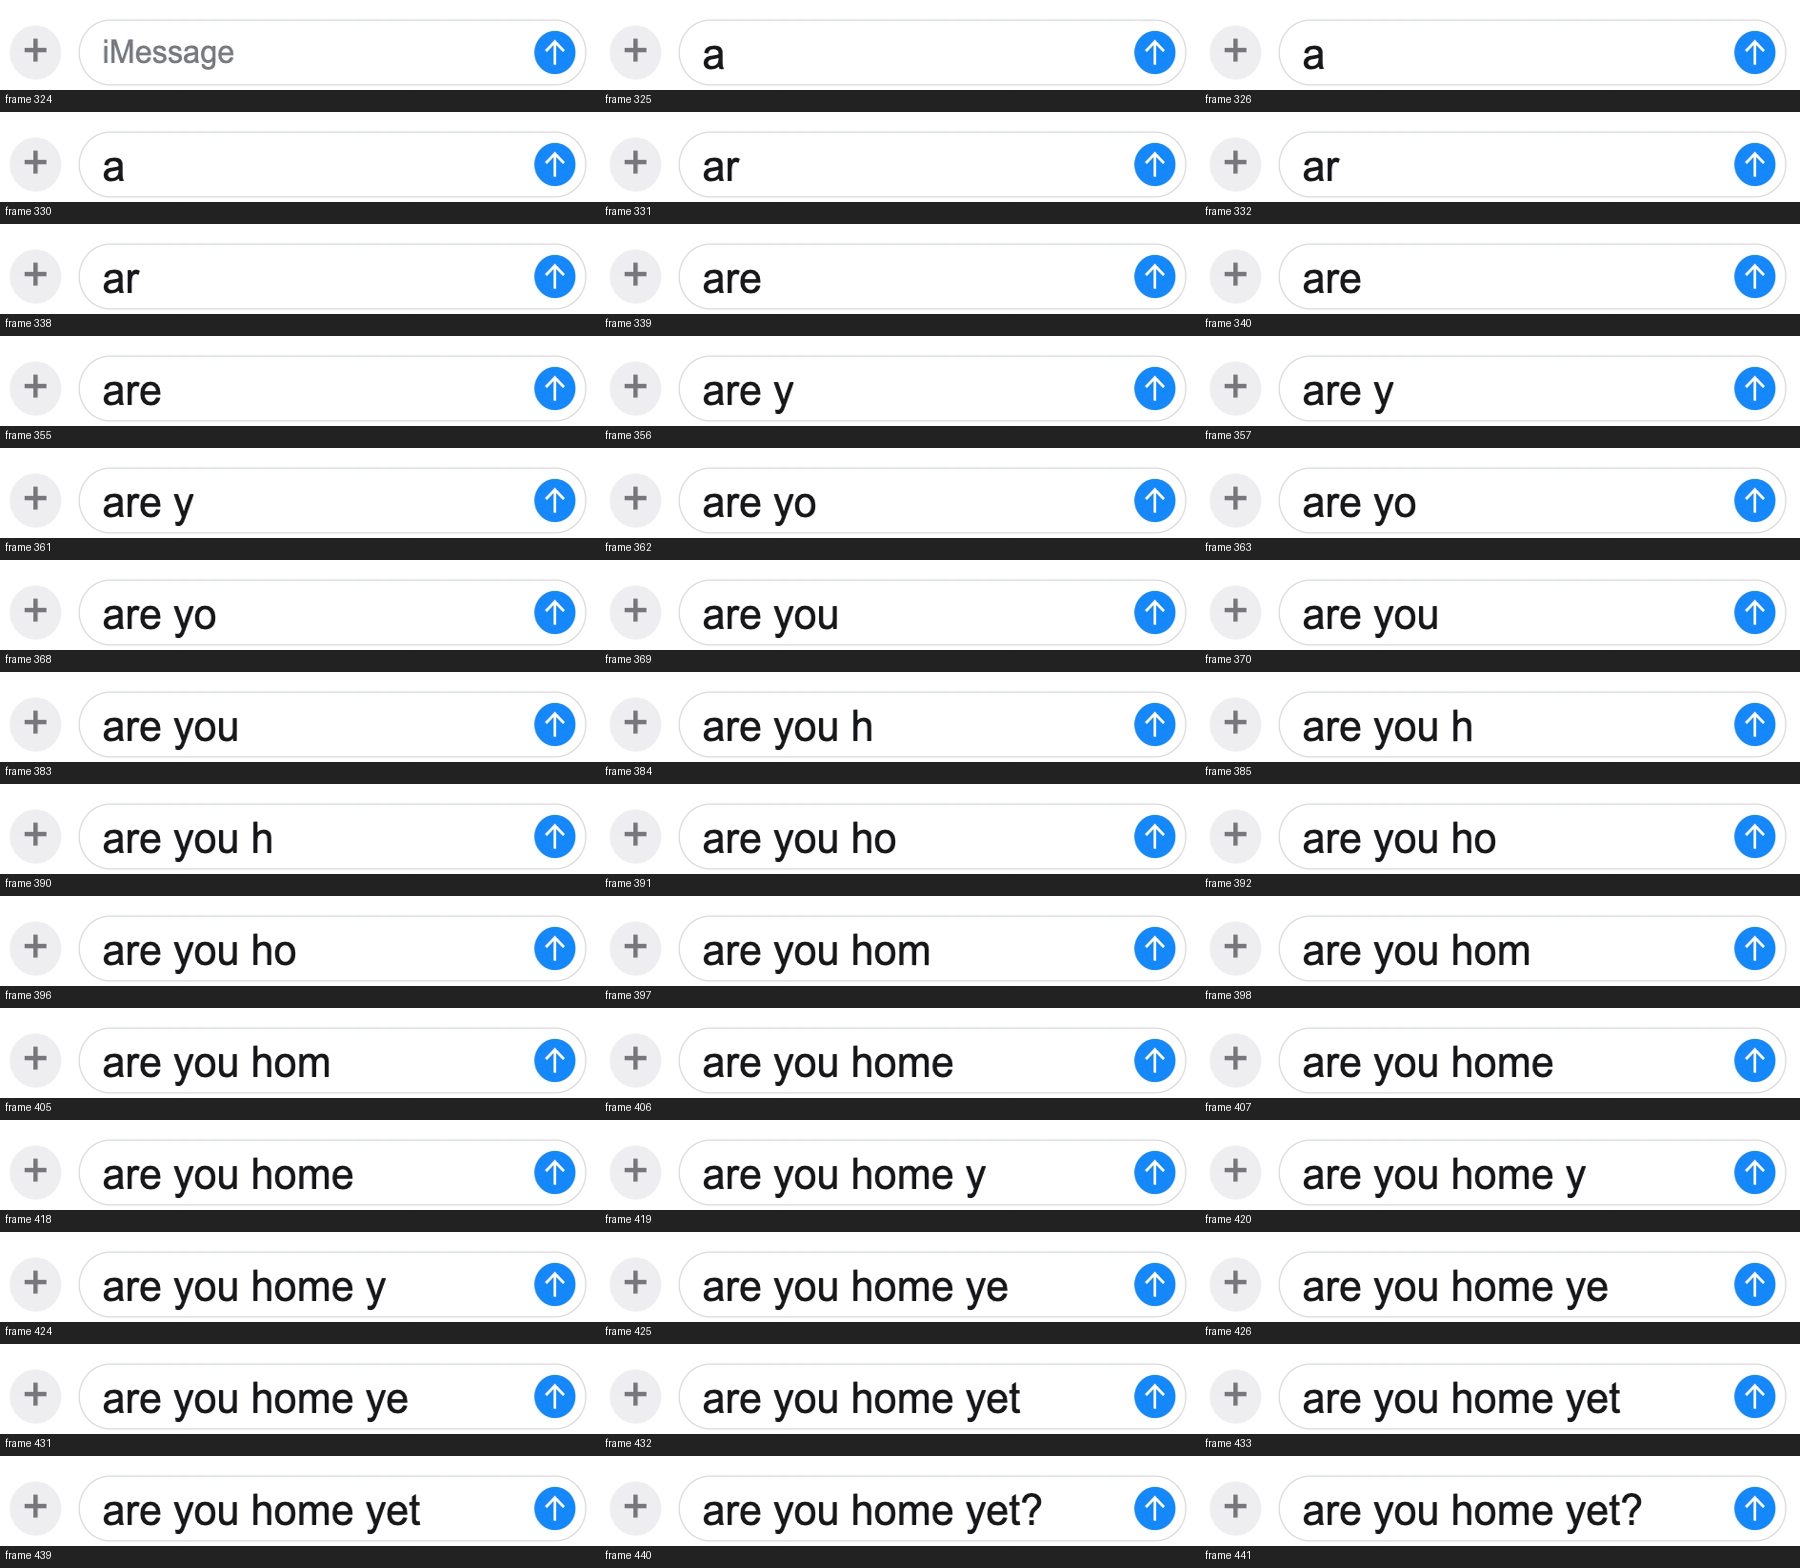 iMessage a a
frame 324 frame 325 frame 326
a ar ar
frame 330 frame 331 frame 332
ar are are
frame 338 frame 339 frame 340
are are y are y
frame 355 frame 356 frame 357
are y are yo are yo
frame 361 frame 362 frame 363
are yo are you are you
frame 368 frame 369 frame 370
are you are you h are you h
frame 383 frame 384 frame 385
are you h are you ho are you ho
frame 390 frame 391 frame 392
are you ho are you hom are you hom
frame 396 frame 397 frame 398
are you hom are you home are you home
frame 405 frame 406 frame 407
are you home are you home y are you home y
frame 418 frame 419 frame 420
are you home y are you home ye are you home ye
frame 424 frame 425 frame 426
are you home ye are you home yet are you home yet
frame 431 frame 432 frame 433
are you home yet are you home yet? are you home yet?
frame 439 frame 440 frame 441